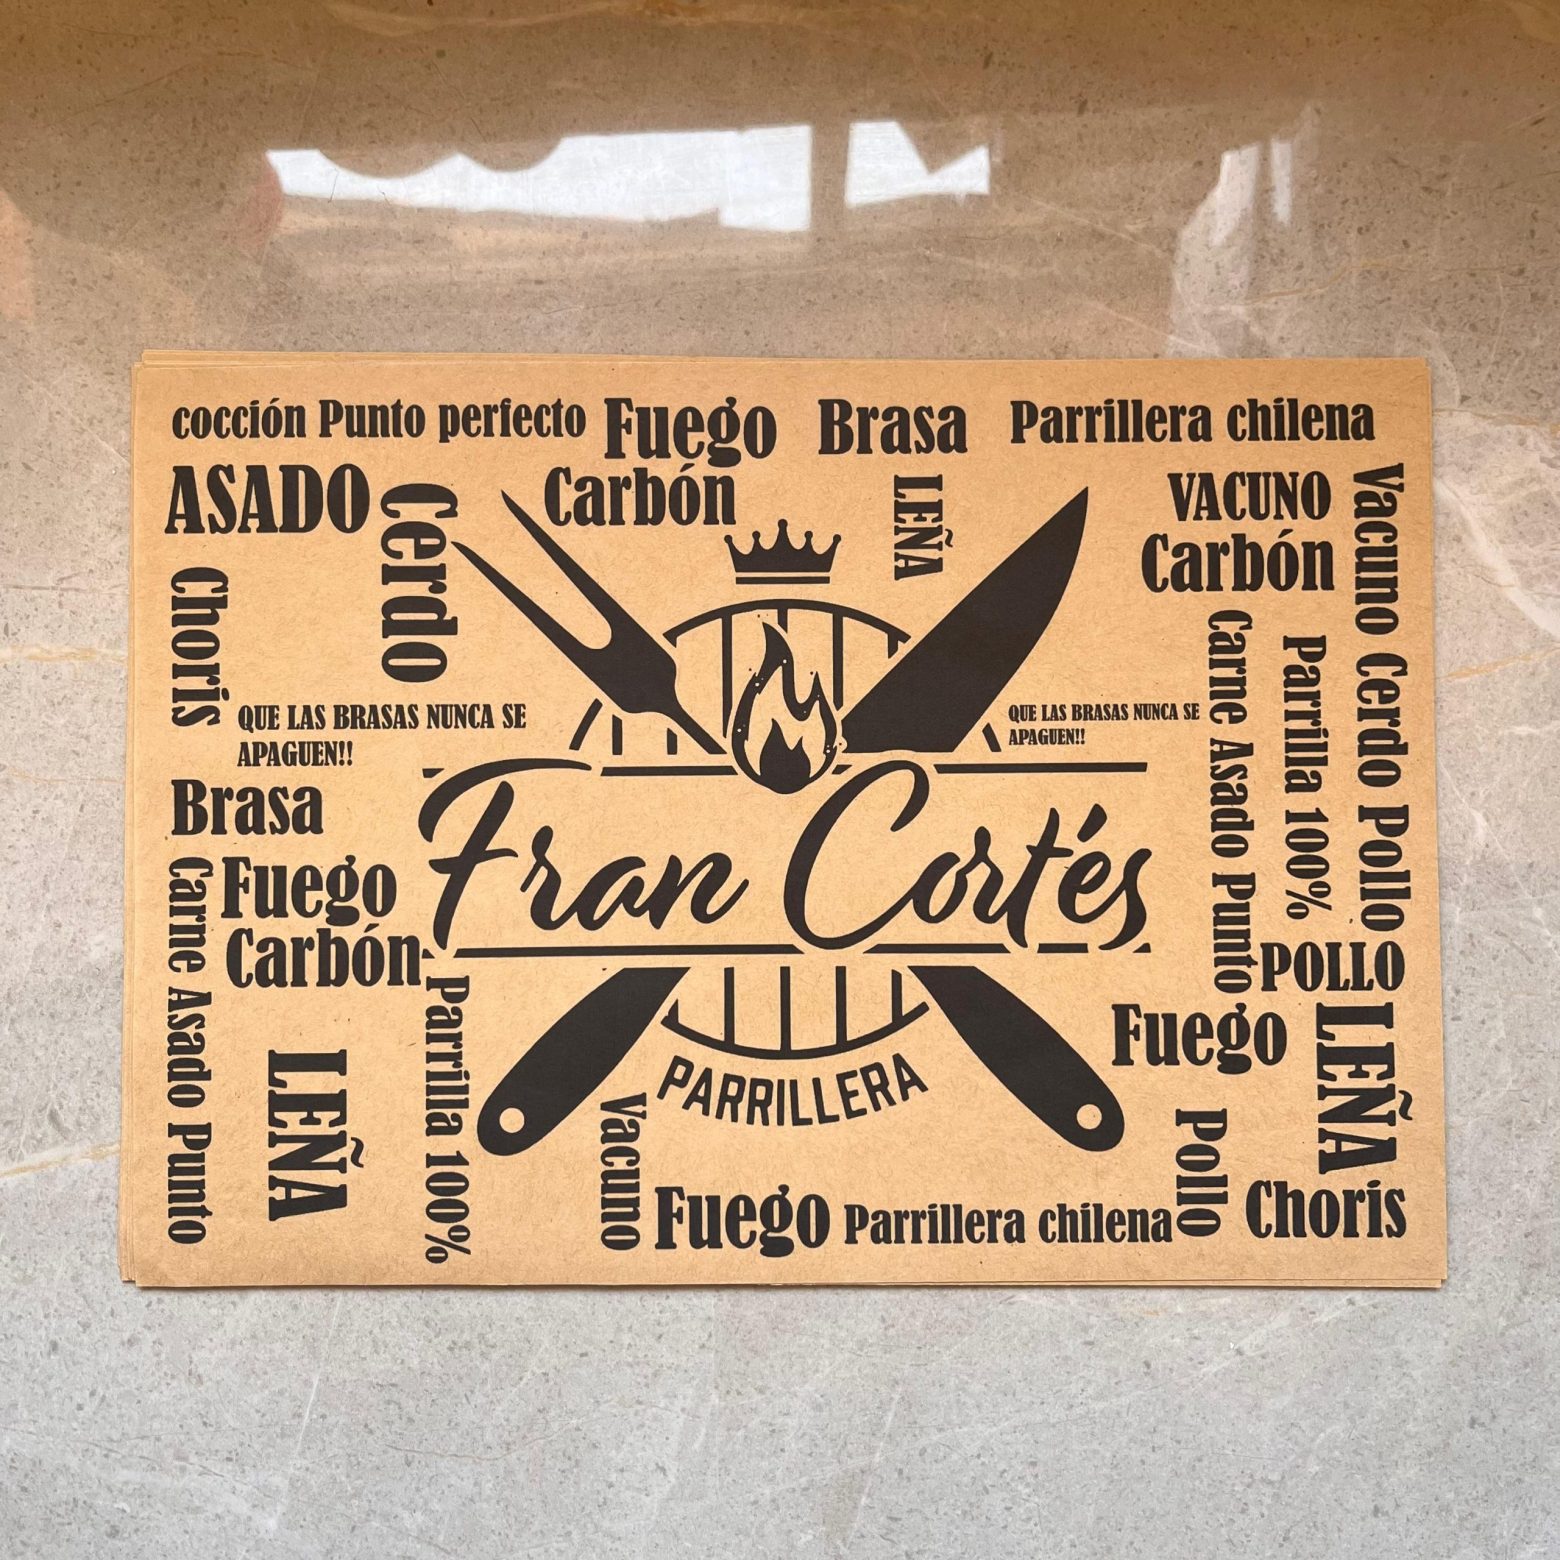 cocción Punto perfecto
Fuego
Brasa
Parrillera chilena
ASADO
Cerdo
Carbón
LEÑA
VACUNO
Carbón
Vacuno Cerdo Pollo
Choris
Carne Asado Punto
Parrilla 100%
QUE LAS BRASAS NUNCA SE
APAGUEN!!
QUE LAS BRASAS NUNCA SE
APAGUEN!!
Brasa
Fran Cortés
Carne Asado Punto
Fuego
Carbón
POLLO
Parrilla 100%
Fuego
LEÑA
LEÑA
PARRILLERA
Vacuno
Pollo
Fuego
Parrillera chilena
Choris